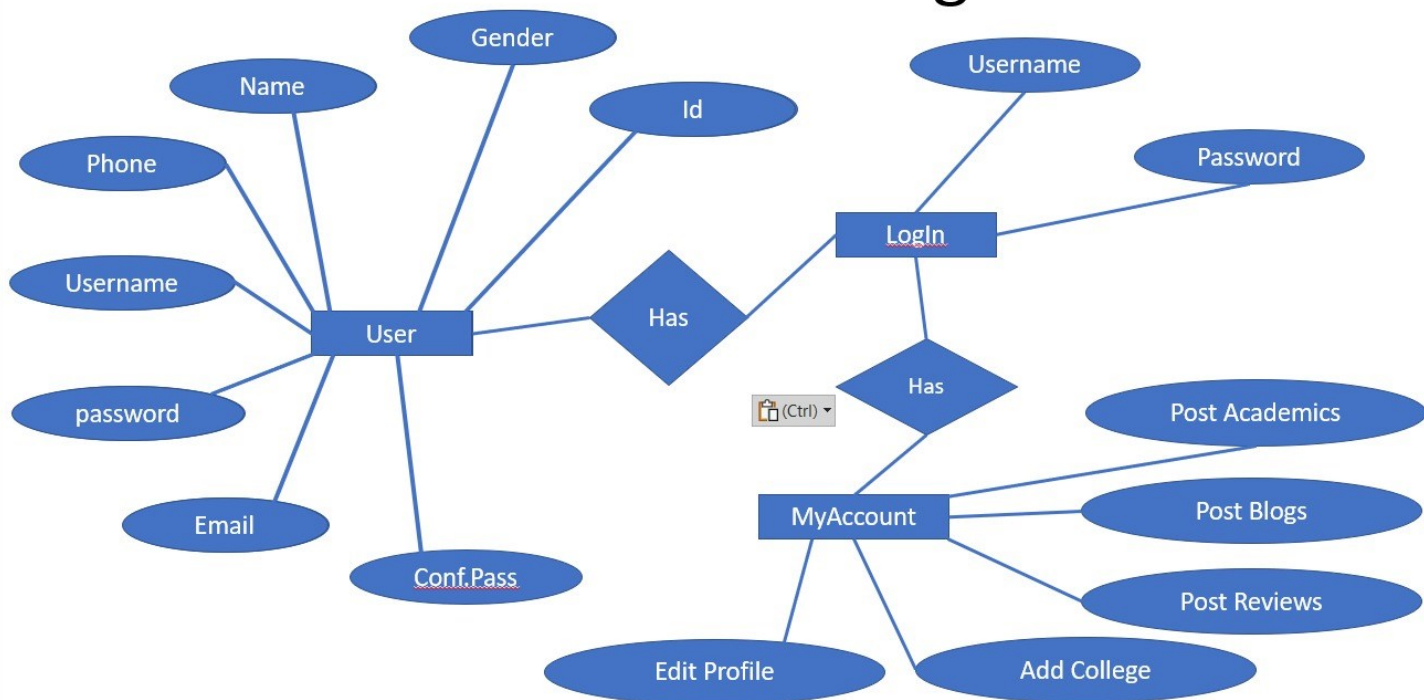 Gender
Name
Id
Phone
Username
User
password
Email
Conf.Pass
Has
Username
Password
LogIn
Has
(Ctrl)
MyAccount
Post Academics
Post Blogs
Post Reviews
Add College
Edit Profile